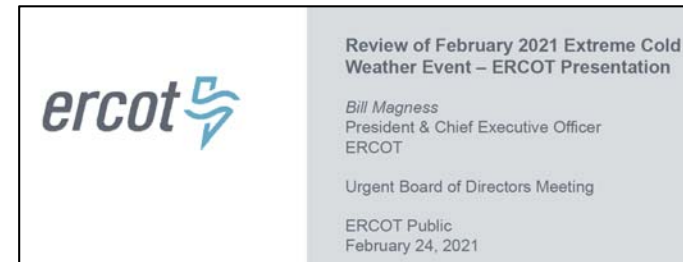 ercot
Review of February 2021 Extreme Cold
Weather Event – ERCOT Presentation
Bill Magness
President & Chief Executive Officer
ERCOT
Urgent Board of Directors Meeting
ERCOT Public
February 24, 2021